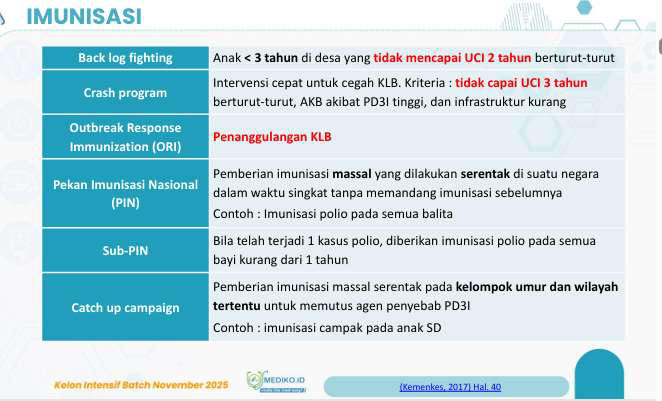 IMUNISASI
Back log fighting
Anak < 3 tahun di desa yang tidak mencapai UCI 2 tahun berturut-turut
Crash program
Intervensi cepat untuk cegah KLB. Kriteria : tidak capai UCI 3 tahun
berturut-turut, AKB akibat PD3I tinggi, dan infrastruktur kurang
Outbreak Response
Immunization (ORI)
Penanggulangan KLB
Pekan Imunisasi Nasional
(PIN)
Pemberian imunisasi massal yang dilakukan serentak di suatu negara
dalam waktu singkat tanpa memandang imunisasi sebelumnya
Contoh : Imunisasi polio pada semua balita
Sub-PIN
Bila telah terjadi 1 kasus polio, diberikan imunisasi polio pada semua
bayi kurang dari 1 tahun
Catch up campaign
Pemberian imunisasi massal serentak pada kelompok umur dan wilayah
tertentu untuk memutus agen penyebab PD3I
Contoh : imunisasi campak pada anak SD
Kelon Intensif Batch November 2025
MEDIKO.ID
(Kemenkes, 2017) Hal. 40